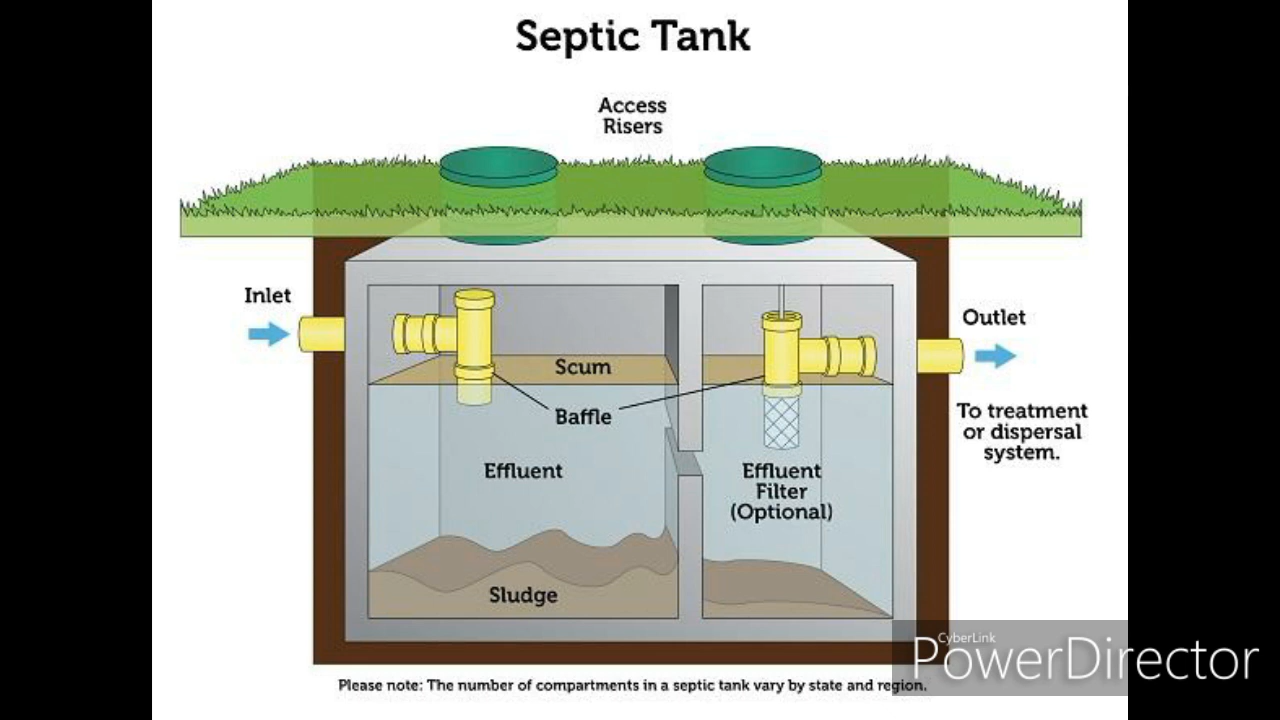 Septic Tank
Access
Risers
Inlet
Outlet
Scum
Baffle
To treatment
or dispersal
system.
Effluent
Effluent
Filter
(Optional)
Sludge
CyberLink
PowerDirector
Please note: The number of compartments in a septic tank vary by state and region.